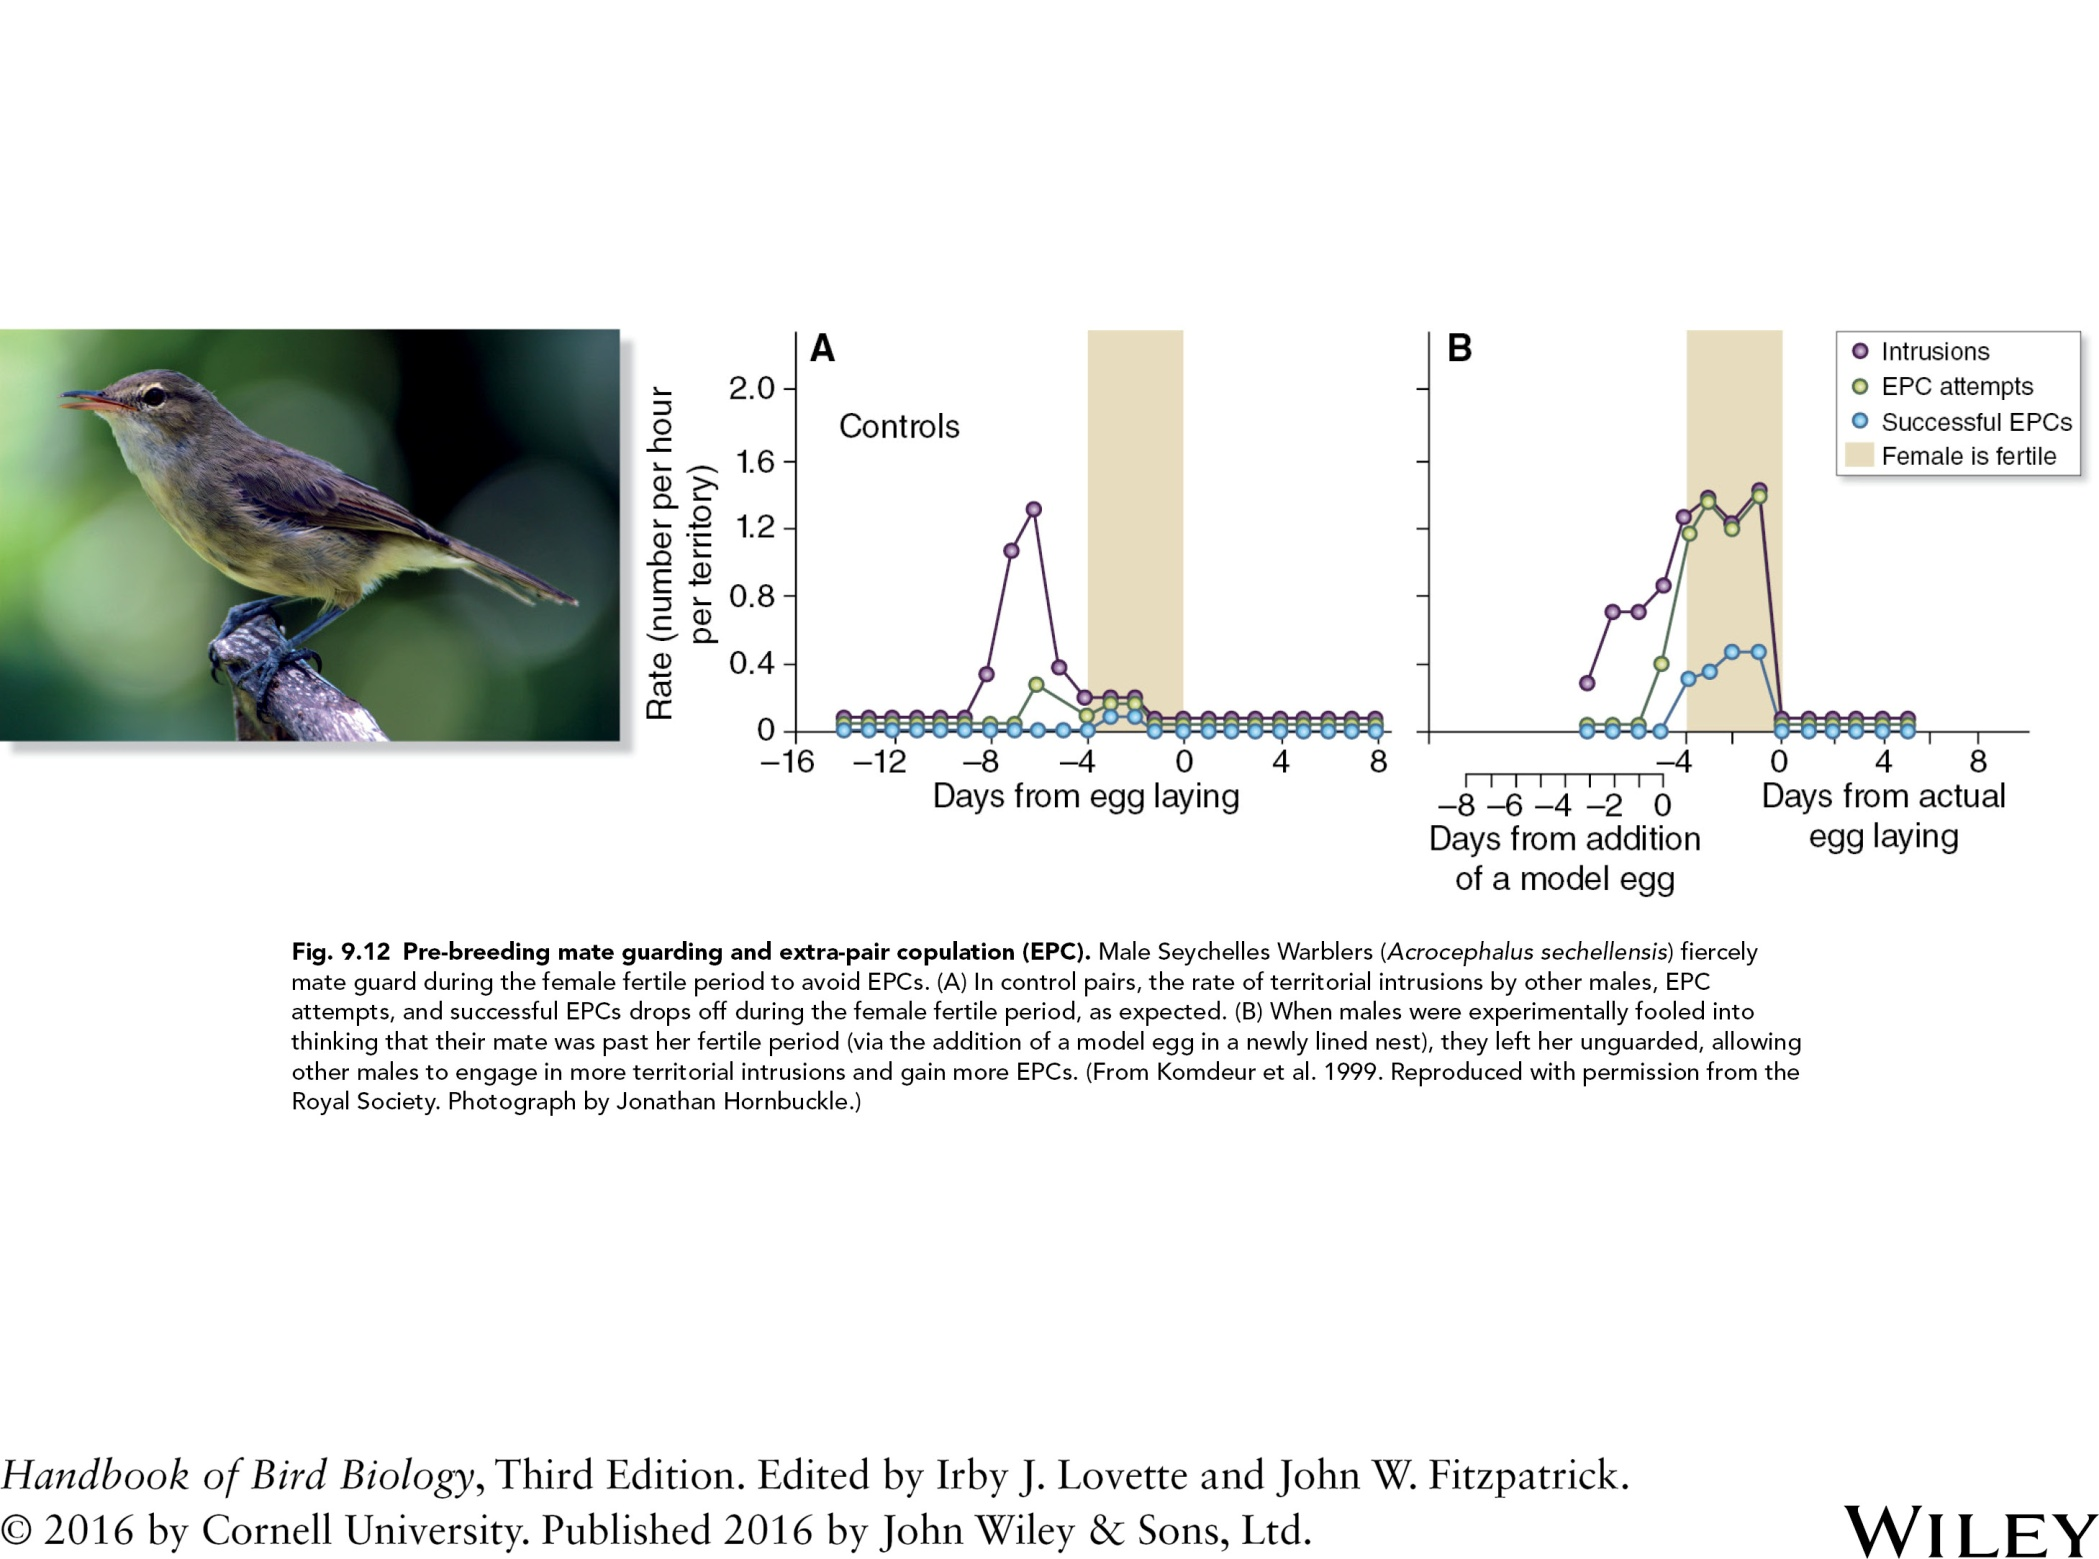 A
B
Controls
Rate (number per hour
per territory)
2.0
1.6
1.2
0.8
0.4
0
–16 –12 –8 –4 0 4 8
Days from egg laying
–4 0 4 8
–8 –6 –4 –2 0
Days from addition
of a model egg
Days from actual
egg laying
Intrusions
EPC attempts
Successful EPCs
Female is fertile
Fig. 9.12 Pre-breeding mate guarding and extra-pair copulation (EPC). Male Seychelles Warblers (Acrocephalus sechellensis) fiercely
mate guard during the female fertile period to avoid EPCs. (A) In control pairs, the rate of territorial intrusions by other males, EPC
attempts, and successful EPCs drops off during the female fertile period, as expected. (B) When males were experimentally fooled into
thinking that their mate was past her fertile period (via the addition of a model egg in a newly lined nest), they left her unguarded, allowing
other males to engage in more territorial intrusions and gain more EPCs. (From Komdeur et al. 1999. Reproduced with permission from the
Royal Society. Photograph by Jonathan Hornbuckle.)
Handbook of Bird Biology, Third Edition. Edited by Irby J. Lovette and John W. Fitzpatrick.
© 2016 by Cornell University. Published 2016 by John Wiley & Sons, Ltd.
WILEY